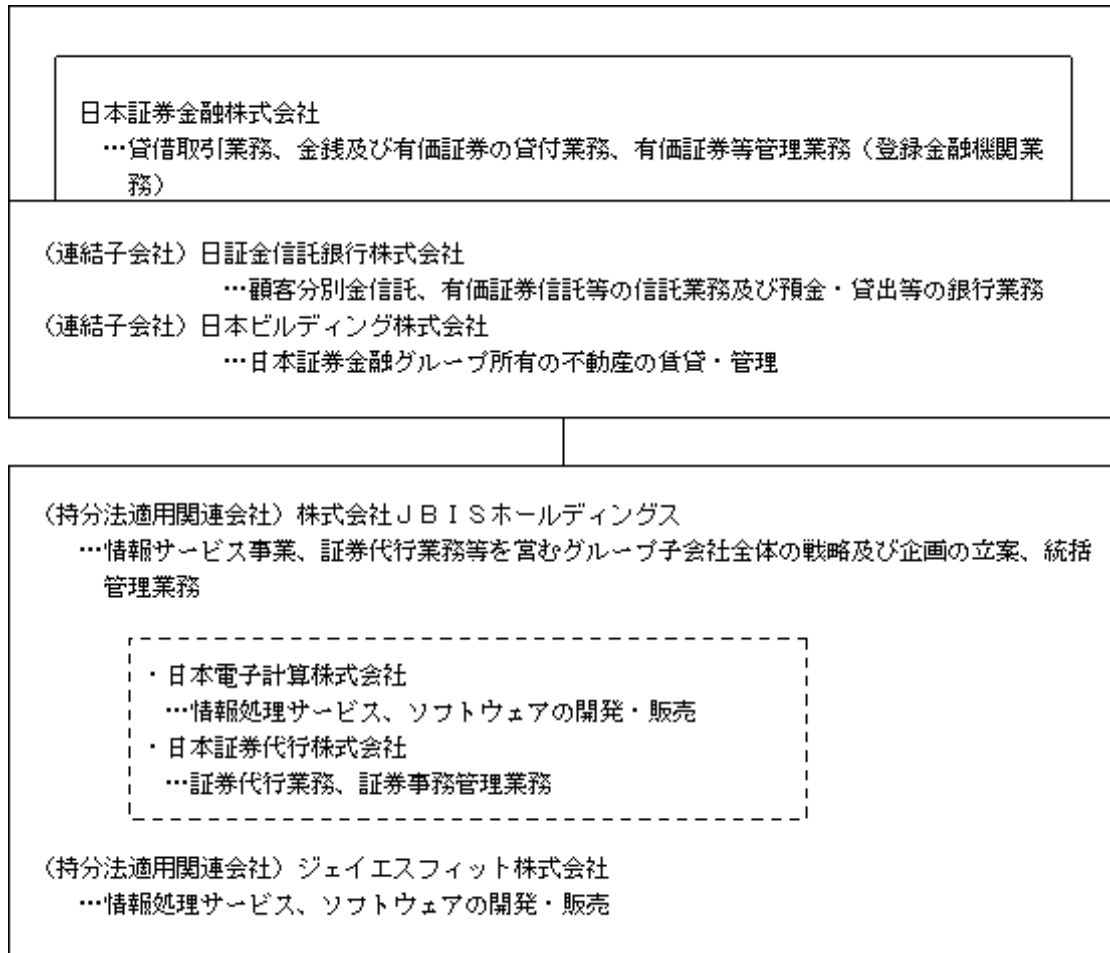 日本証券金融株式会社
…貸借取引業務、金銭及び有価証券の貸付業務、有価証券等管理業務（登録金融機関業
務）
（連結子会社）日証金信託銀行株式会社
…顧客分別金信託、有価証券信託等の信託業務及び預金・貸出等の銀行業務
（連結子会社）日本ビルディング株式会社
…日本証券金融グループ所有の不動産の賃貸・管理
（持分法適用関連会社）株式会社ＪＢＩＳホールディングス
…情報サービス事業、証券代行業務等を営むグループ子会社全体の戦略及び企画の立案、統括
管理業務
・日本電子計算株式会社
…情報処理サービス、ソフトウェアの開発・販売
・日本証券代行株式会社
…証券代行業務、証券事務管理業務
（持分法適用関連会社）ジェイエスフィット株式会社
…情報処理サービス、ソフトウェアの開発・販売